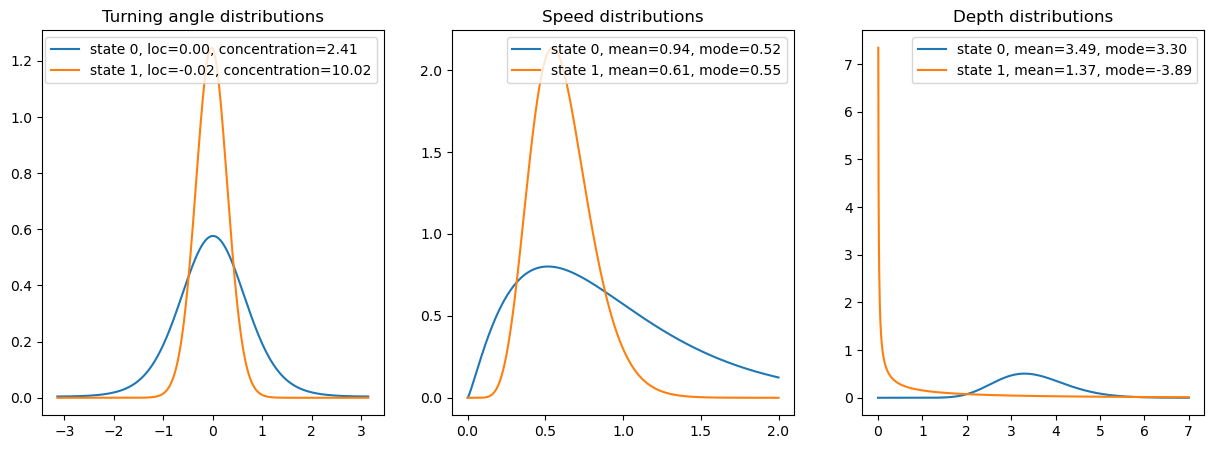 Turning angle distributions
state 0, loc=0.00, concentration=2.41
state 1, loc=-0.02, concentration=10.02
1.2
1.0
0.8
0.6
0.4
0.2
0.0
−3 −2 −1 0 1 2 3
Speed distributions
state 0, mean=0.94, mode=0.52
state 1, mean=0.61, mode=0.55
2.0
1.5
1.0
0.5
0.0
0.0 0.5 1.0 1.5 2.0
Depth distributions
state 0, mean=3.49, mode=3.30
state 1, mean=1.37, mode=-3.89
7
6
5
4
3
2
1
0
0 1 2 3 4 5 6 7